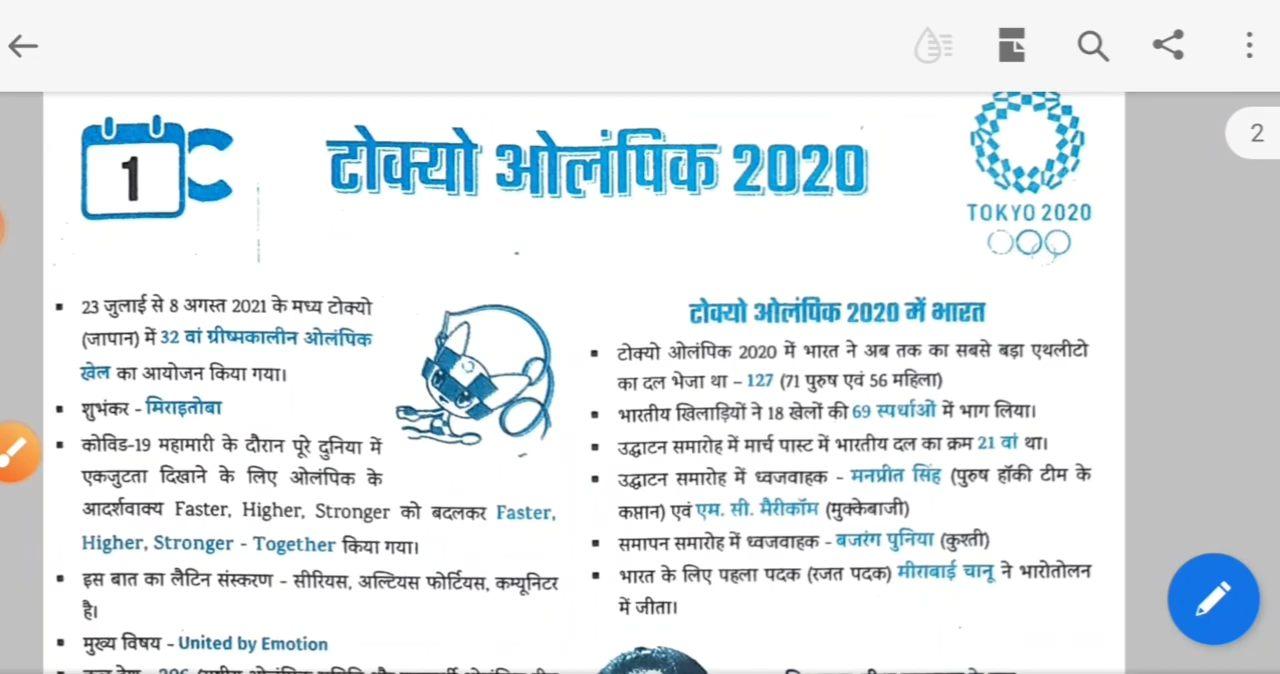 2
1
टोक्यो ओलंपिक 2020
TOKYO 2020
▪ 23 जुलाई से 8 अगस्त 2021 के मध्य टोक्यो
(जापान) में 32 वां ग्रीष्मकालीन ओलंपिक
खेल का आयोजन किया गया।
▪ शुभंकर - मिराइतोबा
▪ कोविड-19 महामारी के दौरान पूरे दुनिया में
एकजुटता दिखाने के लिए ओलंपिक के
आदर्शवाक्य Faster, Higher, Stronger को बदलकर Faster,
Higher, Stronger - Together किया गया।
▪ इस बात का लैटिन संस्करण - सीरियस, अल्टियस फोर्टियस, कम्यूनिटर
है।
▪ मुख्य विषय - United by Emotion
टोक्यो ओलंपिक 2020 में भारत
▪ टोक्यो ओलंपिक 2020 में भारत ने अब तक का सबसे बड़ा एथलीटो
का दल भेजा था - 127 (71 पुरुष एवं 56 महिला)
▪ भारतीय खिलाड़ियों ने 18 खेलों की 69 स्पर्धाओं में भाग लिया।
▪ उद्घाटन समारोह में मार्च पास्ट में भारतीय दल का क्रम 21 वां था।
▪ उद्घाटन समारोह में ध्वजवाहक - मनप्रीत सिंह (पुरुष हॉकी टीम के
कप्तान) एवं एम. सी. मैरीकॉम (मुक्केबाजी)
▪ समापन समारोह में ध्वजवाहक - बजरंग पुनिया (कुश्ती)
▪ भारत के लिए पहला पदक (रजत पदक) मीराबाई चानू ने भारोतोलन
में जीता।